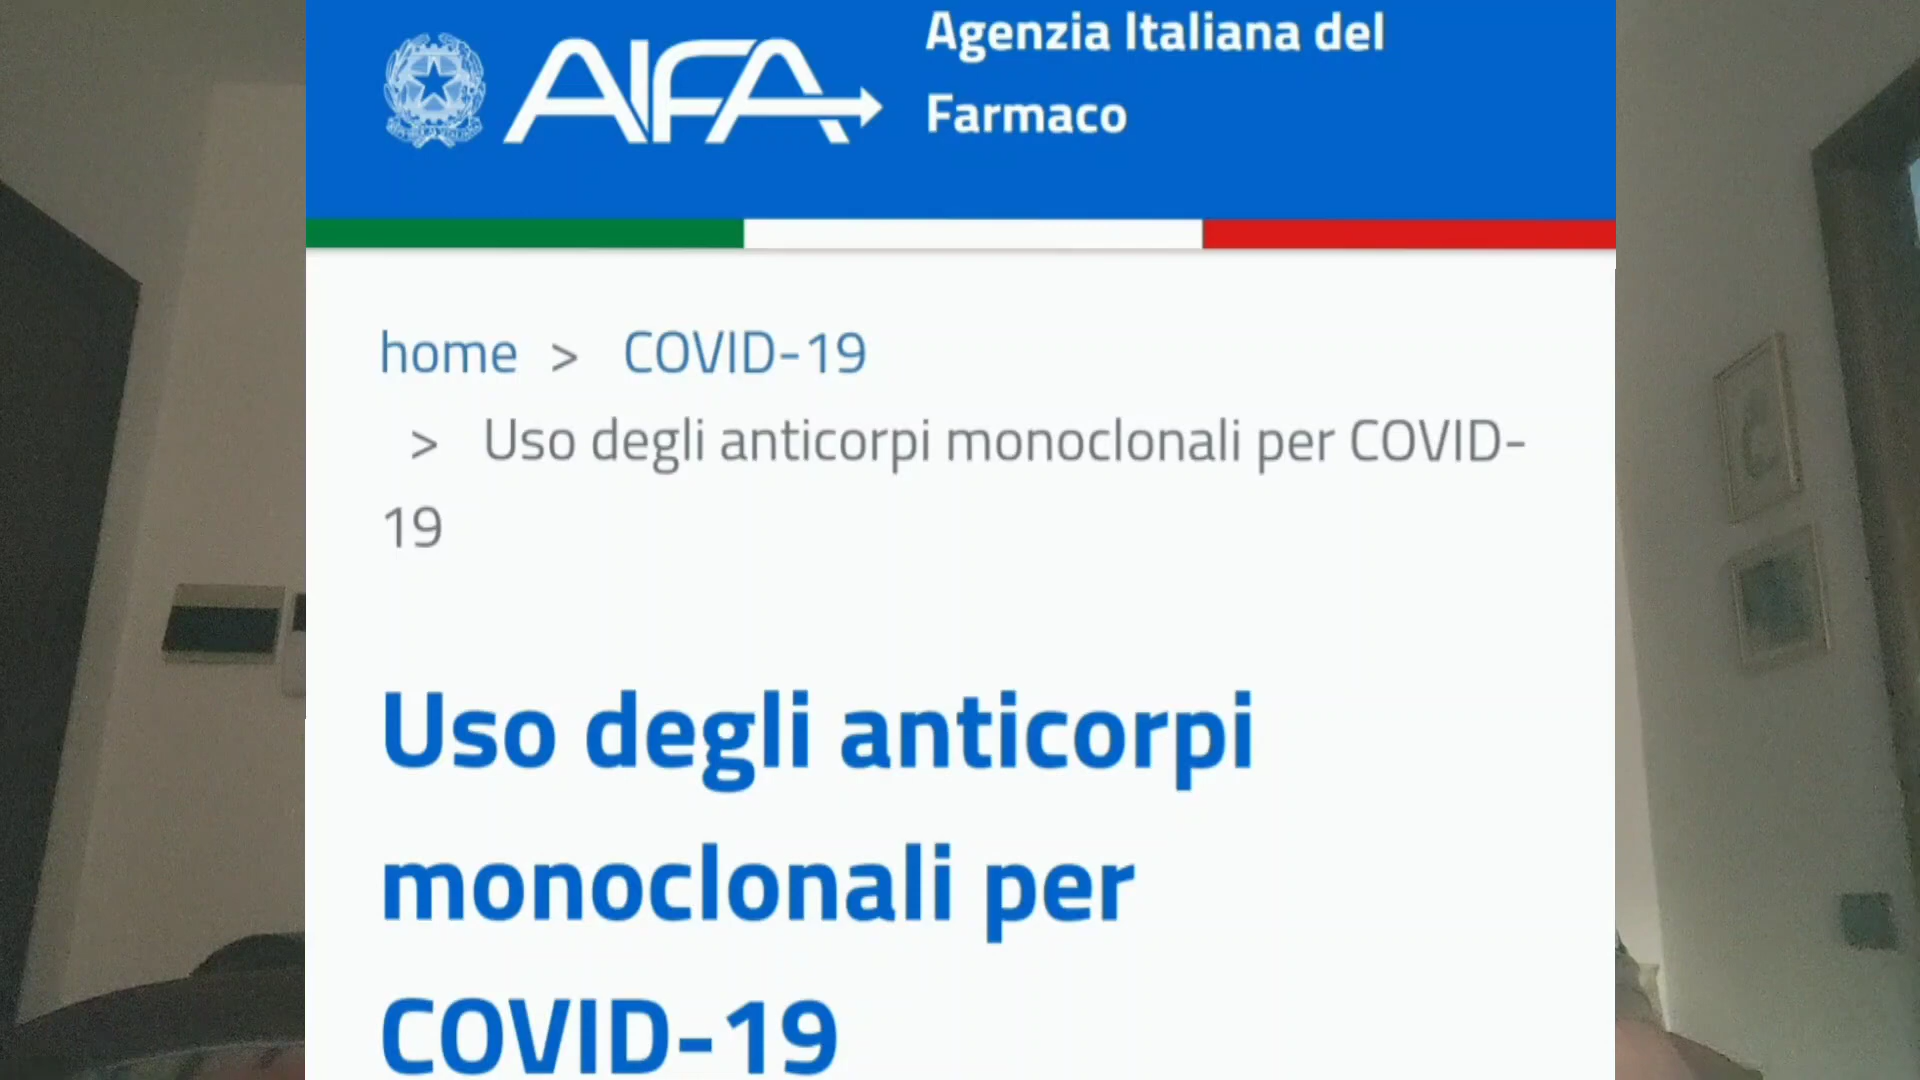 AIFA
Agenzia Italiana del
Farmaco
home > COVID-19
> Uso degli anticorpi monoclonali per COVID-
19
Uso degli anticorpi
monoclonali per
COVID-19